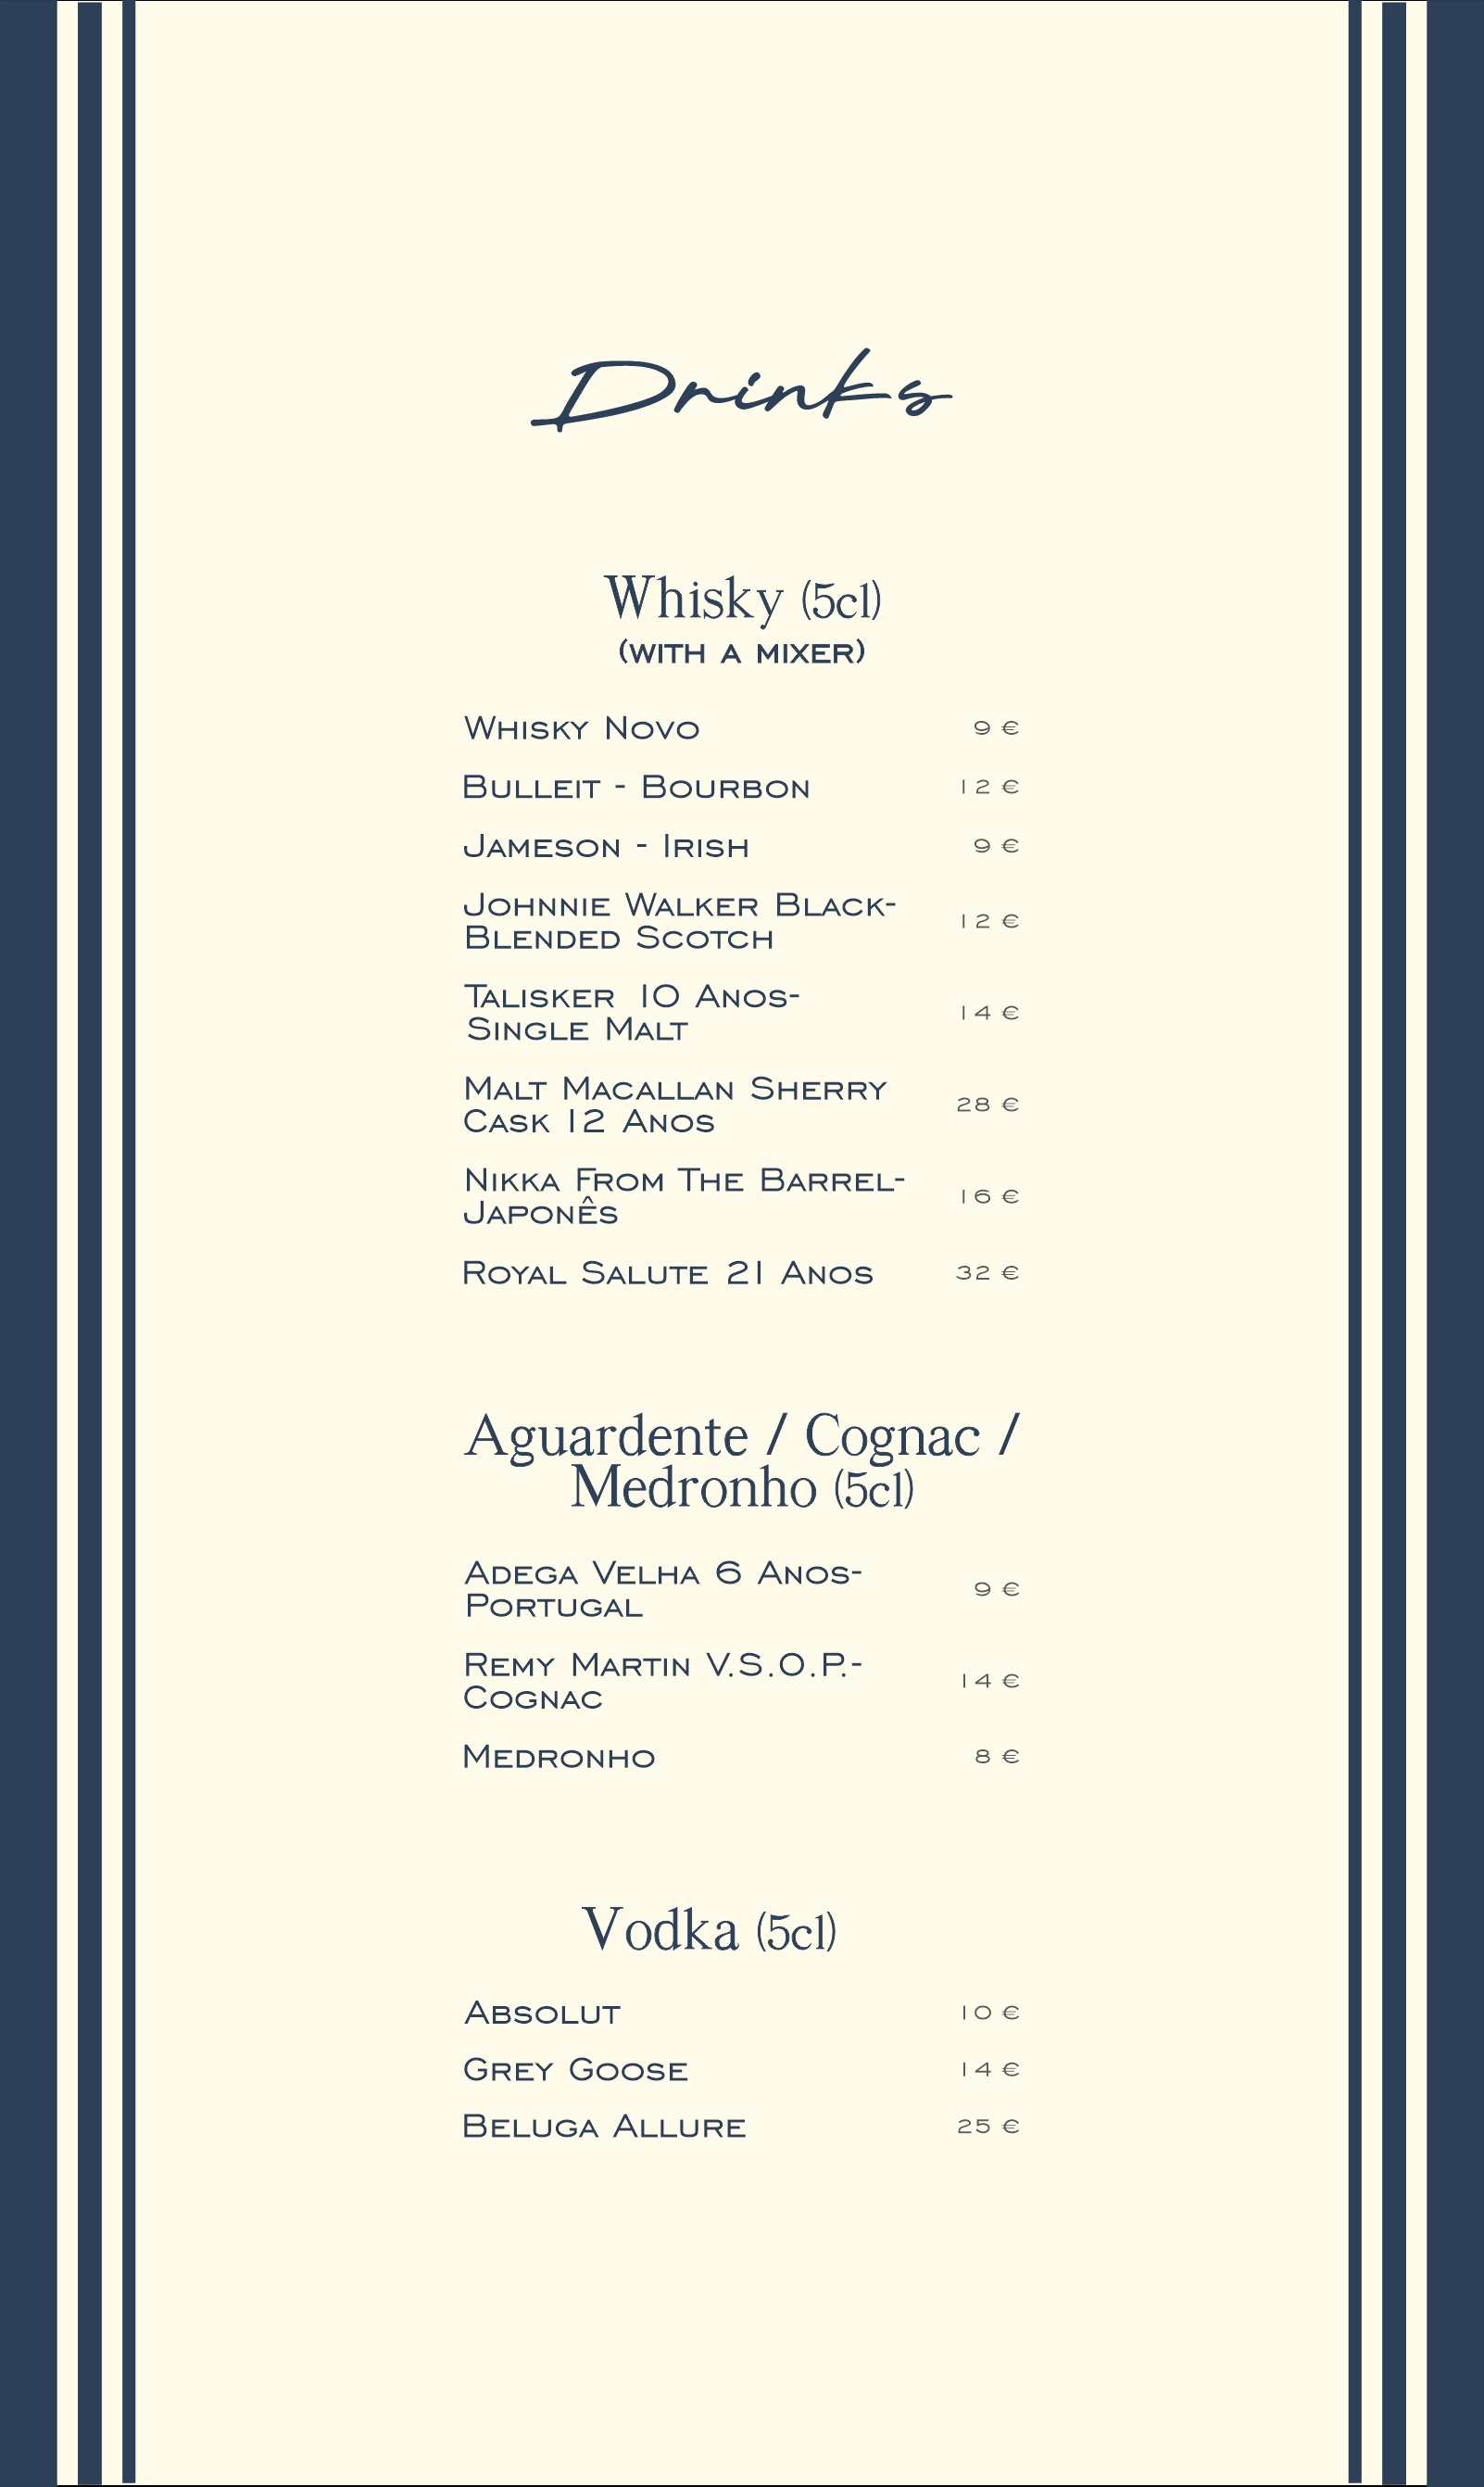 Drinks
Whisky (5cl)
(WITH A MIXER)
Whisky Novo 9 €
Bulleit - Bourbon 12 €
Jameson - Irish 9 €
Johnnie Walker Black-
Blended Scotch 12 €
Talisker 10 Anos-
Single Malt 14 €
Malt Macallan Sherry
Cask 12 Anos 28 €
Nikka From The Barrel-
Japonês 16 €
Royal Salute 21 Anos 32 €
Aguardente / Cognac /
Medronho (5cl)
Adega Velha 6 Anos-
Portugal 9 €
Remy Martin V.S.O.P.-
Cognac 14 €
Medronho 8 €
Vodka (5cl)
Absolut 10 €
Grey Goose 14 €
Beluga Allure 25 €